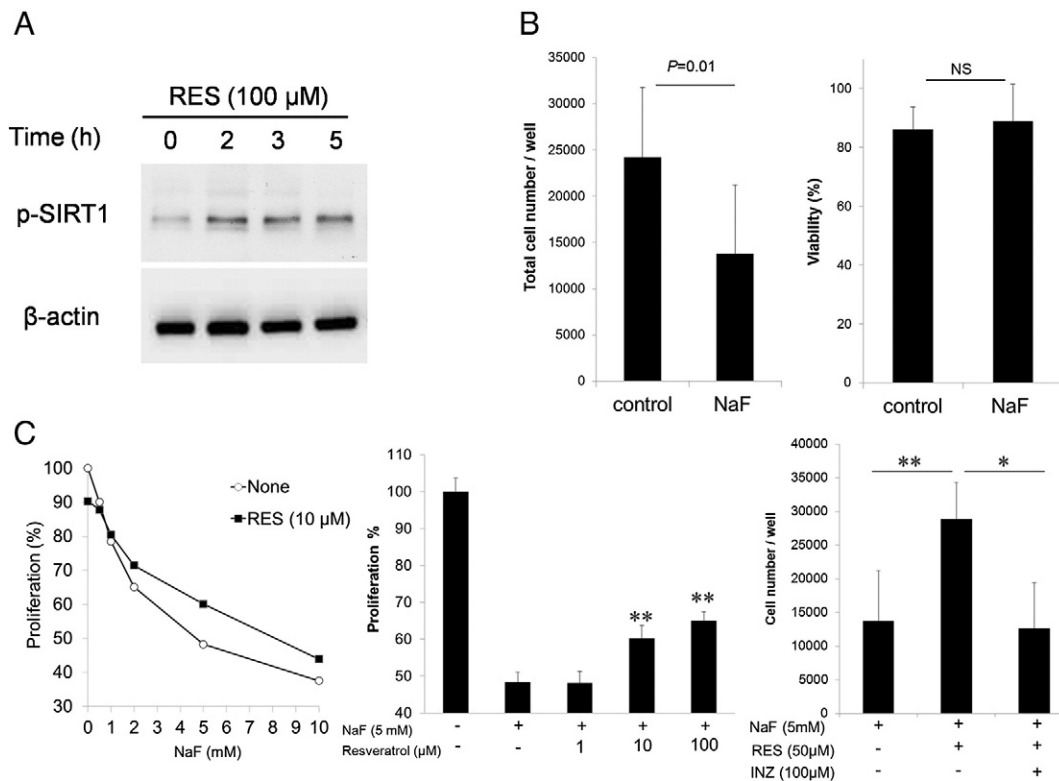 A
RES (100 μM)
Time (h) 0 2 3 5
p-SIRT1
β-actin
B
Total cell number / well
35000
30000
25000
20000
15000
10000
5000
0
P=0.01
control NaF
Viability (%)
100
80
60
40
20
0
NS
control NaF
C
Proliferation (%)
100
90
80
70
60
50
40
30
None
RES (10 μM)
0 1 2 3 4 5 6 7 8 9 10
NaF (mM)
Proliferation %
110
100
90
80
70
60
50
40
** **
NaF (5 mM) - + + + +
Resveratrol (μM) - - 1 10 100
Cell number / well
40000
35000
30000
25000
20000
15000
10000
5000
0
** *
NaF (5mM) + + +
RES (50μM) - + +
INZ (100μM) - - +